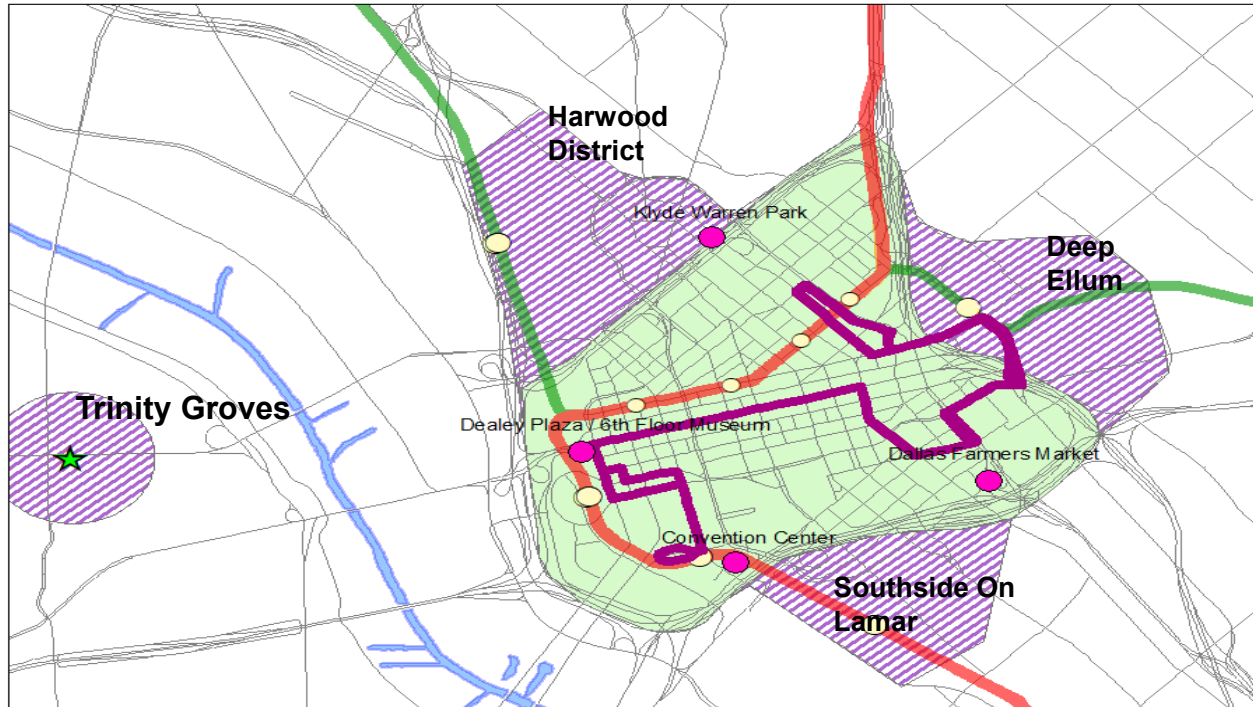 Harwood
District
Klyde Warren Park
Deep
Ellum
Trinity Groves
Dealey Plaza / 6th Floor Museum
Dallas Farmers Market
Convention Center
Southside On
Lamar